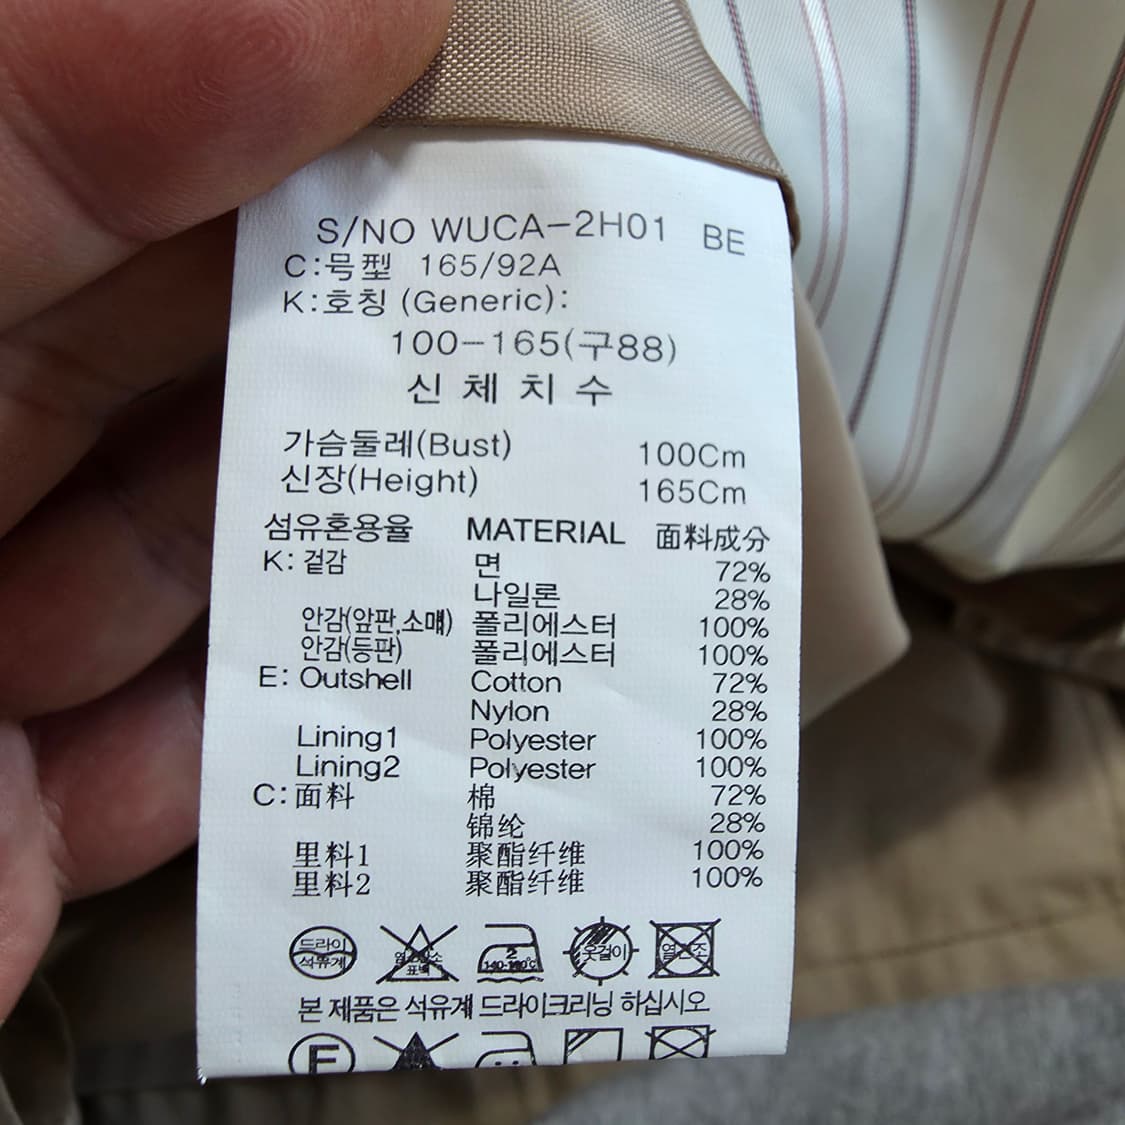 S/NO WUCA-2H01 BE
C:号型 165/92A
K:호칭 (Generic):
100-165(구88)
신 체 치 수
가슴둘레(Bust) 100Cm
신장(Height) 165Cm
섬유혼용율 MATERIAL 面料成分
K: 겉감 면 72%
나일론 28%
안감(앞판,소매) 폴리에스터 100%
안감(등판) 폴리에스터 100%
E: Outshell Cotton 72%
Nylon 28%
Lining1 Polyester 100%
Lining2 Polyester 100%
C: 面料 棉 72%
锦纶 28%
里料1 聚酯纤维 100%
里料2 聚酯纤维 100%
드라이 석유계 표백 2 옷걸이
본 제품은 석유계 드라이크리닝 하십시오
F